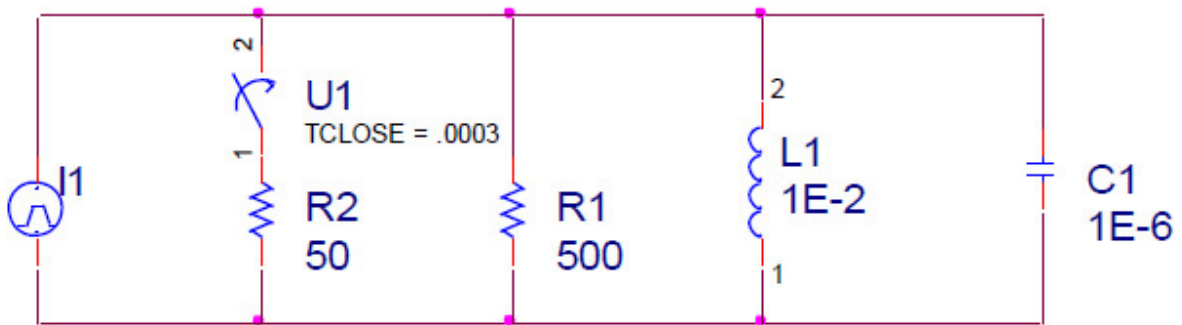 I1
2
U1
TCLOSE = .0003
1
R2
50
R1
500
2
L1
1E-2
1
C1
1E-6